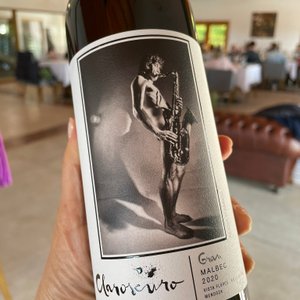 Claroscuro
Gran
MALBEC
2020
VISTA FLORES
MENDOZA